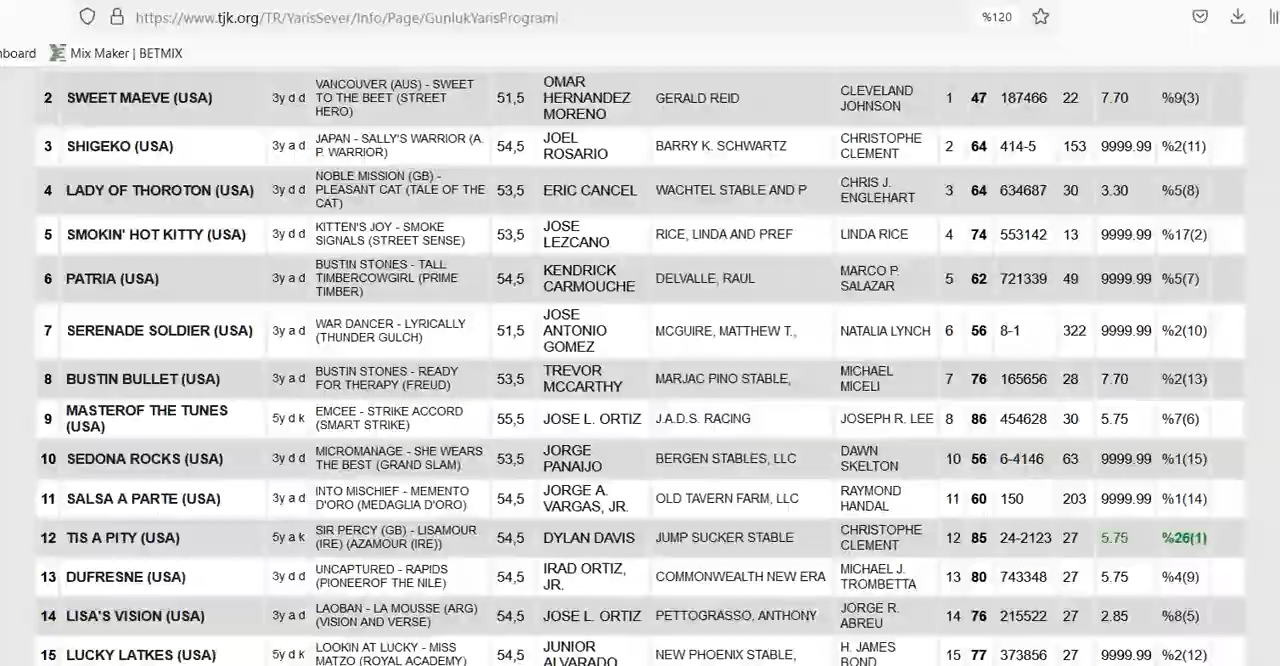 https://www.tjk.org/TR/YarisSever/Info/Page/GunlukYarisProgrami
%120
board Mix Maker | BETMIX
2 SWEET MAEVE (USA) 3y d d VANCOUVER (AUS) - SWEET TO THE BEET (STREET HERO) 51,5 OMAR HERNANDEZ MORENO GERALD REID CLEVELAND JOHNSON 1 47 187466 22 7.70 %9(3)
3 SHIGEKO (USA) 3y a d JAPAN - SALLY'S WARRIOR (A. P. WARRIOR) 54,5 JOEL ROSARIO BARRY K. SCHWARTZ CHRISTOPHE CLEMENT 2 64 414-5 153 9999.99 %2(11)
4 LADY OF THOROTON (USA) 3y d d NOBLE MISSION (GB) - PLEASANT CAT (TALE OF THE CAT) 53,5 ERIC CANCEL WACHTEL STABLE AND P CHRIS J. ENGLEHART 3 64 634687 30 3.30 %5(8)
5 SMOKIN' HOT KITTY (USA) 3y d d KITTEN'S JOY - SMOKE SIGNALS (STREET SENSE) 53,5 JOSE LEZCANO RICE, LINDA AND PREF LINDA RICE 4 74 553142 13 9999.99 %17(2)
6 PATRIA (USA) 3y a d BUSTIN STONES - TALL TIMBERCOWGIRL (PRIME TIMBER) 54,5 KENDRICK CARMOUCHE DELVALLE, RAUL MARCO P. SALAZAR 5 62 721339 49 9999.99 %5(7)
7 SERENADE SOLDIER (USA) 3y a d WAR DANCER - LYRICALLY (THUNDER GULCH) 51,5 JOSE ANTONIO GOMEZ MCGUIRE, MATTHEW T., NATALIA LYNCH 6 56 8-1 322 9999.99 %2(10)
8 BUSTIN BULLET (USA) 3y a d BUSTIN STONES - READY FOR THERAPY (FREUD) 53,5 TREVOR MCCARTHY MARJAC PINO STABLE, MICHAEL MICELI 7 76 165656 28 7.70 %2(13)
9 MASTEROF THE TUNES (USA) 5y d k EMCEE - STRIKE ACCORD (SMART STRIKE) 55,5 JOSE L. ORTIZ J.A.D.S. RACING JOSEPH R. LEE 8 86 454628 30 5.75 %7(6)
10 SEDONA ROCKS (USA) 3y d d MICROMANAGE - SHE WEARS THE BEST (GRAND SLAM) 53,5 JORGE PANAIJO BERGEN STABLES, LLC DAWN SKELTON 10 56 6-4146 63 9999.99 %1(15)
11 SALSA A PARTE (USA) 3y a d INTO MISCHIEF - MEMENTO D'ORO (MEDAGLIA D'ORO) 54,5 JORGE A. VARGAS, JR. OLD TAVERN FARM, LLC RAYMOND HANDAL 11 60 150 203 9999.99 %1(14)
12 TIS A PITY (USA) 5y a k SIR PERCY (GB) - LISAMOUR (IRE) (AZAMOUR (IRE)) 54,5 DYLAN DAVIS JUMP SUCKER STABLE CHRISTOPHE CLEMENT 12 85 24-2123 27 5.75 %26(1)
13 DUFRESNE (USA) 3y d d UNCAPTURED - RAPIDS (PIONEEROF THE NILE) 54,5 IRAD ORTIZ, JR. COMMONWEALTH NEW ERA MICHAEL J. TROMBETTA 13 80 743348 27 5.75 %4(9)
14 LISA'S VISION (USA) 3y a d LAOBAN - LA MOUSSE (ARG) (VISION AND VERSE) 54,5 JOSE L. ORTIZ PETTOGRASSO, ANTHONY JORGE R. ABREU 14 76 215522 27 2.85 %8(5)
15 LUCKY LATKES (USA) 5y d k LOOKIN AT LUCKY - MISS MATZO (ROYAL ACADEMY) 54,5 JUNIOR ALVARADO NEW PHOENIX STABLE, H. JAMES BOND 15 77 373856 27 9999.99 %2(12)